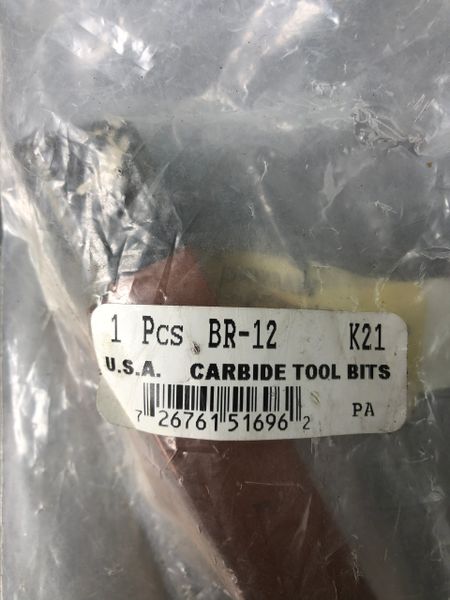 1 Pcs BR-12 K21
U.S.A. CARBIDE TOOL BITS
7 26761 51696 2 PA